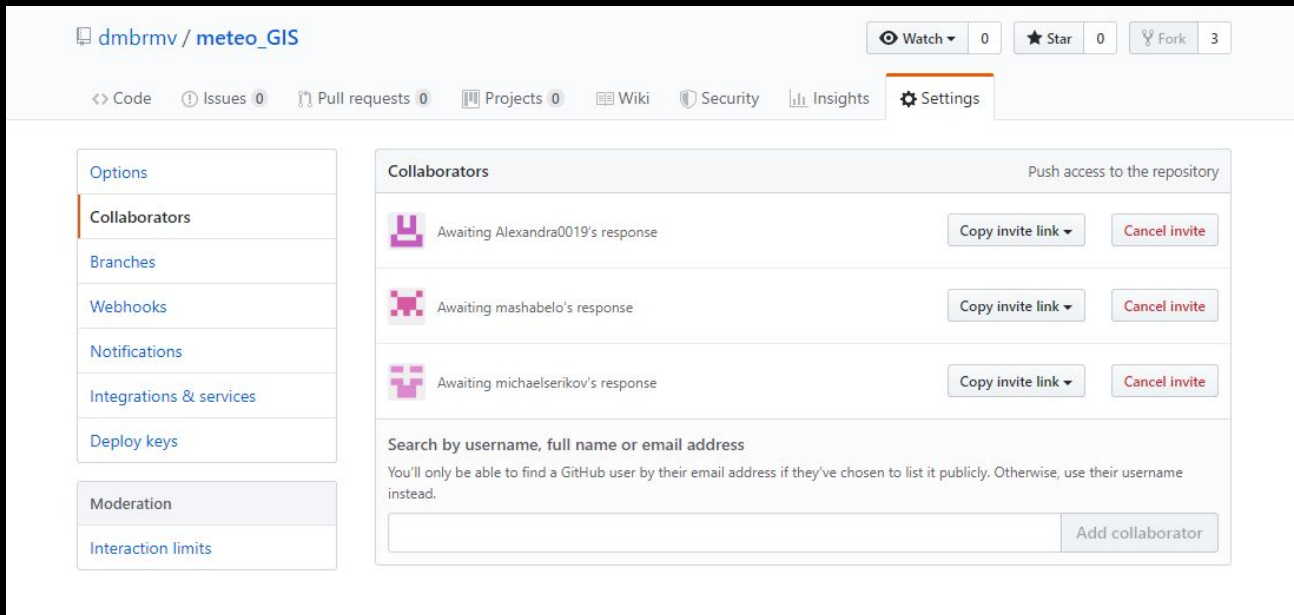 dmbrmv / meteo_GIS
Watch 0 Star 0 Fork 3
Code Issues 0 Pull requests 0 Projects 0 Wiki Security Insights Settings
Options
Collaborators
Branches
Webhooks
Notifications
Integrations & services
Deploy keys
Moderation
Interaction limits
Collaborators Push access to the repository
Awaiting Alexandra0019's response Copy invite link Cancel invite
Awaiting mashabelo's response Copy invite link Cancel invite
Awaiting michaelserikov's response Copy invite link Cancel invite
Search by username, full name or email address
You'll only be able to find a GitHub user by their email address if they've chosen to list it publicly. Otherwise, use their username
instead.
Add collaborator